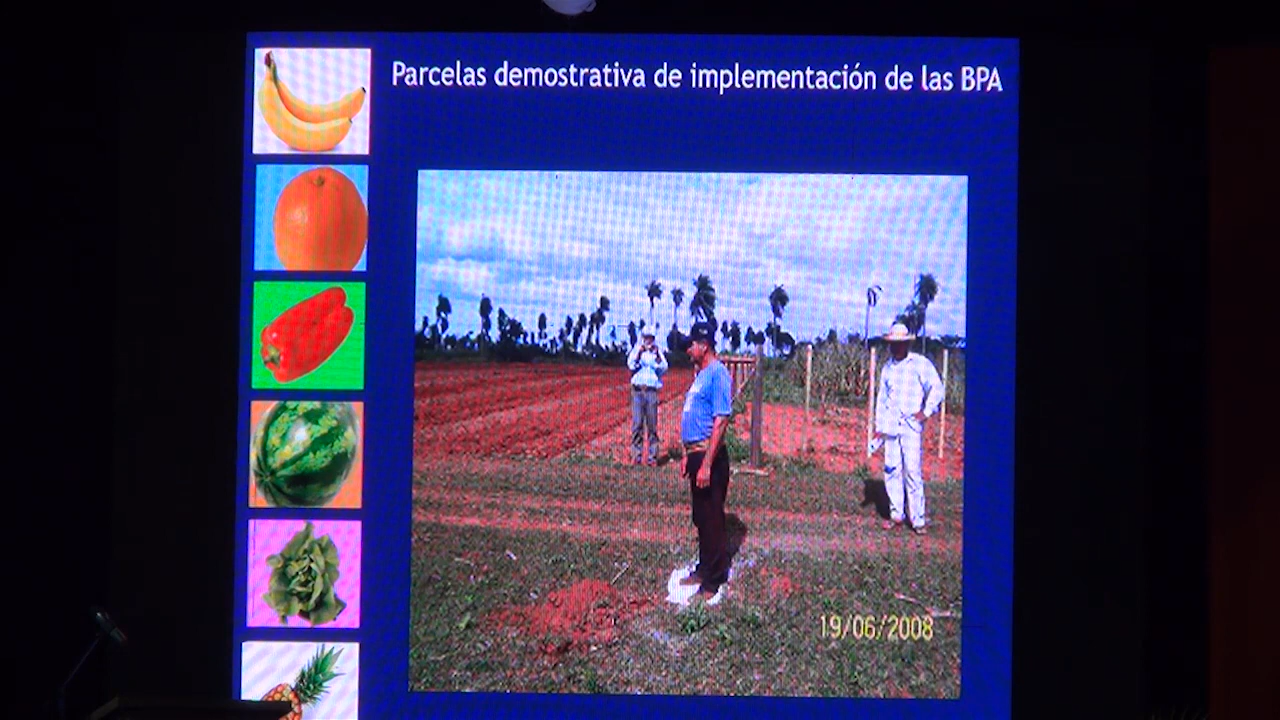 Parcelas demostrativa de implementación de las BPA
19/06/2008